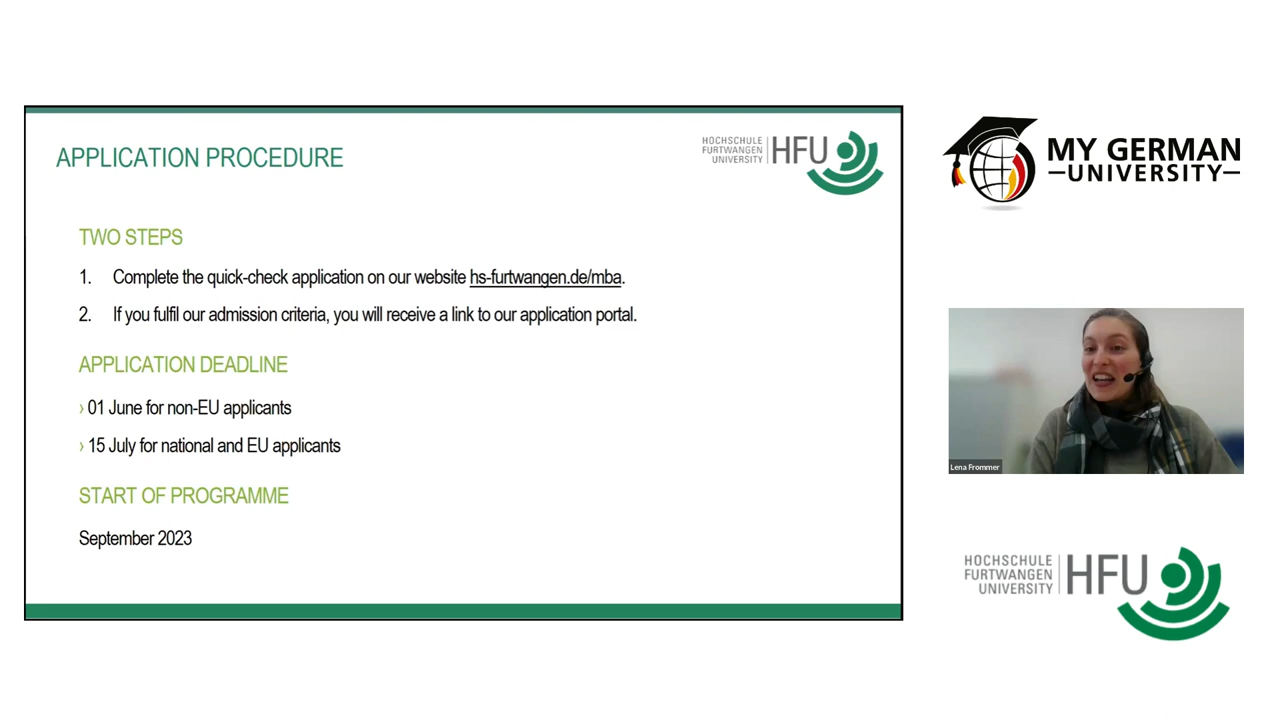 APPLICATION PROCEDURE
HOCHSCHULE
FURTWANGEN
UNIVERSITY
HFU
TWO STEPS
1. Complete the quick-check application on our website hs-furtwangen.de/mba.
2. If you fulfil our admission criteria, you will receive a link to our application portal.
APPLICATION DEADLINE
› 01 June for non-EU applicants
› 15 July for national and EU applicants
START OF PROGRAMME
September 2023
MY GERMAN
UNIVERSITY
Lena Frommer
HOCHSCHULE
FURTWANGEN
UNIVERSITY
HFU